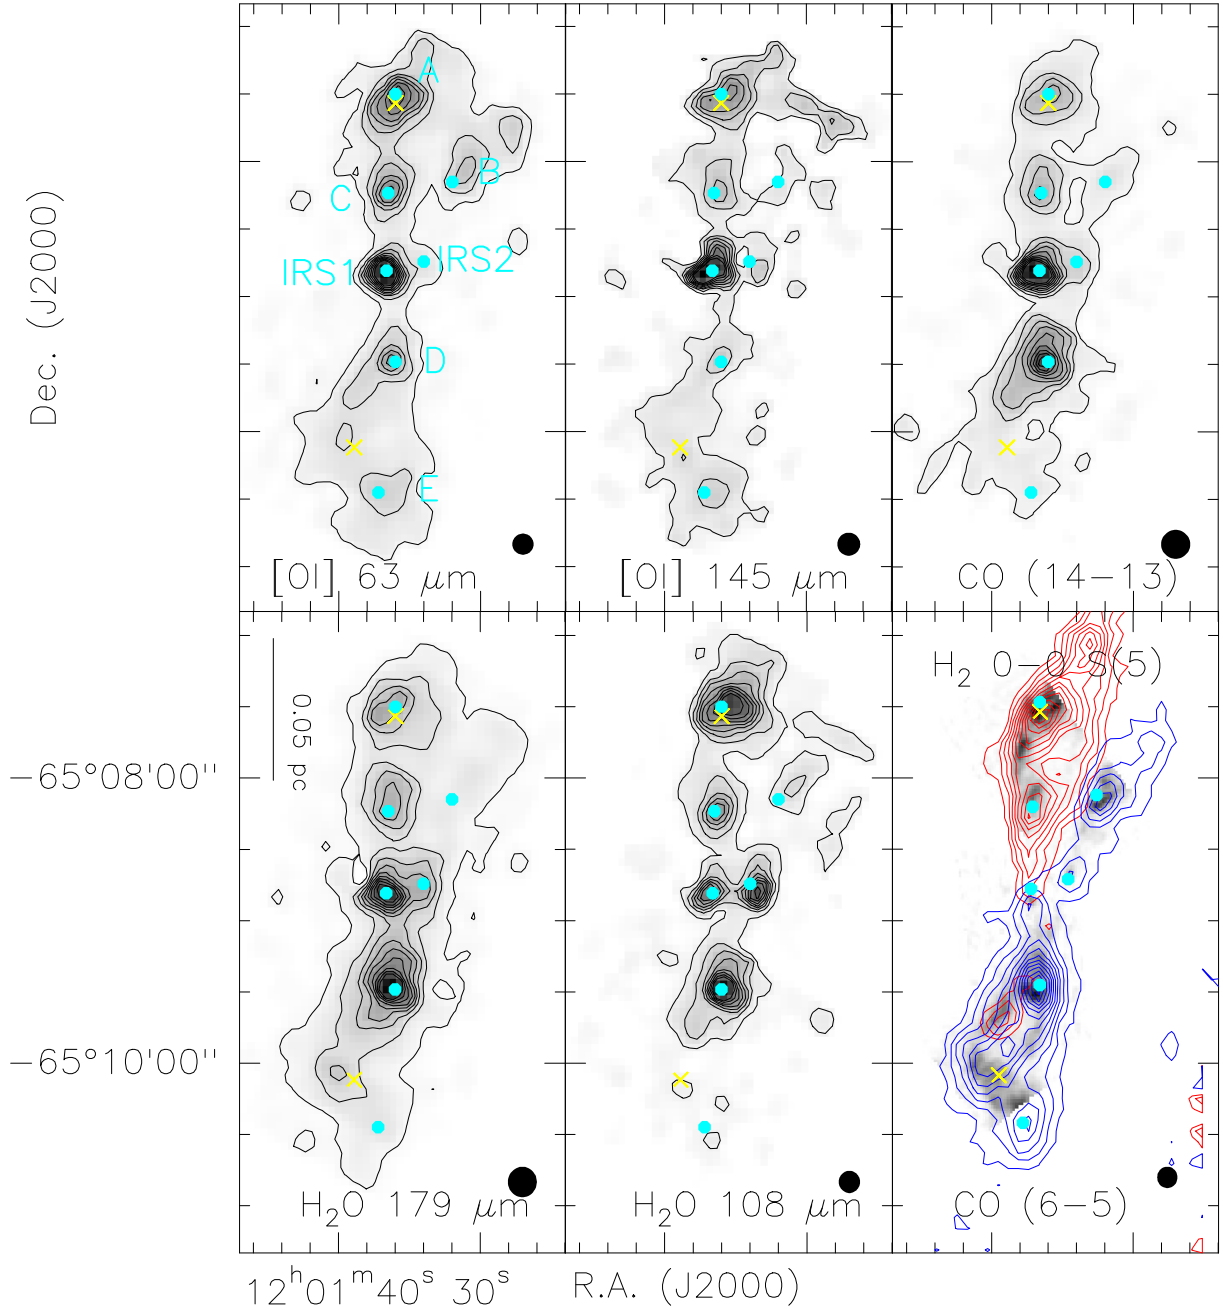 Dec. (J2000)
A
B
C
IRS1
IRS2
D
E
[OI] 63 μm
[OI] 145 μm
CO (14−13)
0.05 pc
H₂ 0−0 S(5)
−65°08'00''
−65°10'00''
H₂O 179 μm
H₂O 108 μm
CO (6−5)
12ʰ01ᵐ40ˢ 30ˢ
R.A. (J2000)